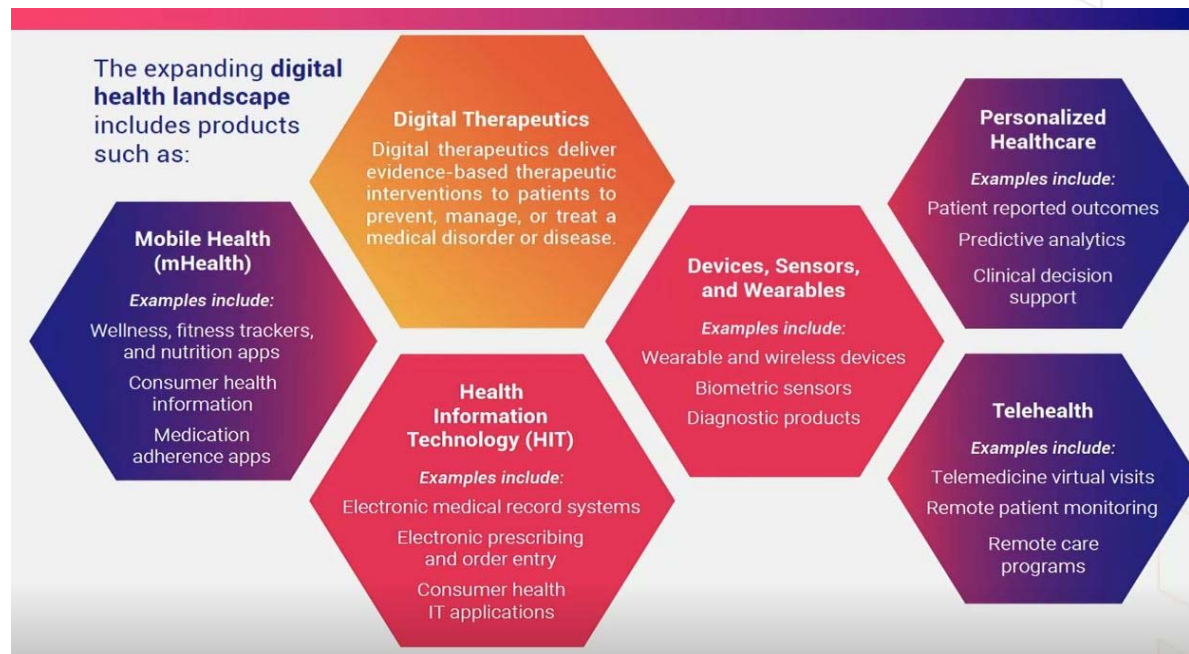 The expanding digital
health landscape
includes products
such as:
Mobile Health
(mHealth)
Examples include:
Wellness, fitness trackers,
and nutrition apps
Consumer health
information
Medication
adherence apps
Digital Therapeutics
Digital therapeutics deliver
evidence-based therapeutic
interventions to patients to
prevent, manage, or treat a
medical disorder or disease.
Health
Information
Technology (HIT)
Examples include:
Electronic medical record systems
Electronic prescribing
and order entry
Consumer health
IT applications
Devices, Sensors,
and Wearables
Examples include:
Wearable and wireless devices
Biometric sensors
Diagnostic products
Personalized
Healthcare
Examples include:
Patient reported outcomes
Predictive analytics
Clinical decision
support
Telehealth
Examples include:
Telemedicine virtual visits
Remote patient monitoring
Remote care
programs